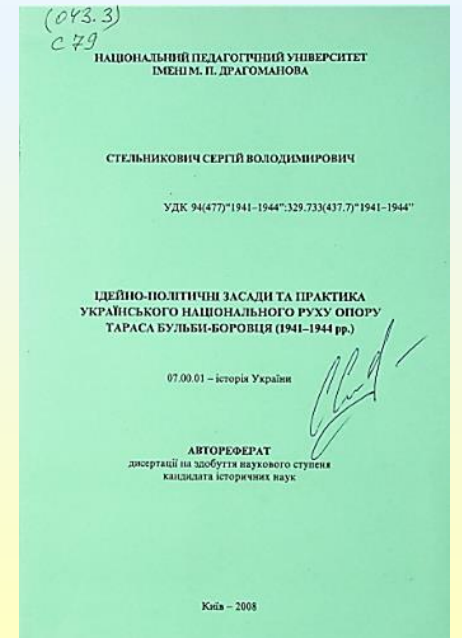 (043.3)
С 79
НАЦІОНАЛЬНИЙ ПЕДАГОГІЧНИЙ УНІВЕРСИТЕТ
ІМЕНІ М. П. ДРАГОМАНОВА
СТЕЛЬНИКОВИЧ СЕРГІЙ ВОЛОДИМИРОВИЧ
УДК 94(477)"1941–1944":329.733(437.7)"1941–1944"
ІДЕЙНО-ПОЛІТИЧНІ ЗАСАДИ ТА ПРАКТИКА
УКРАЇНСЬКОГО НАЦІОНАЛЬНОГО РУХУ ОПОРУ
ТАРАСА БУЛЬБИ-БОРОВЦЯ (1941–1944 рр.)
07.00.01 – історія України
АВТОРЕФЕРАТ
дисертації на здобуття наукового ступеня
кандидата історичних наук
Київ – 2008